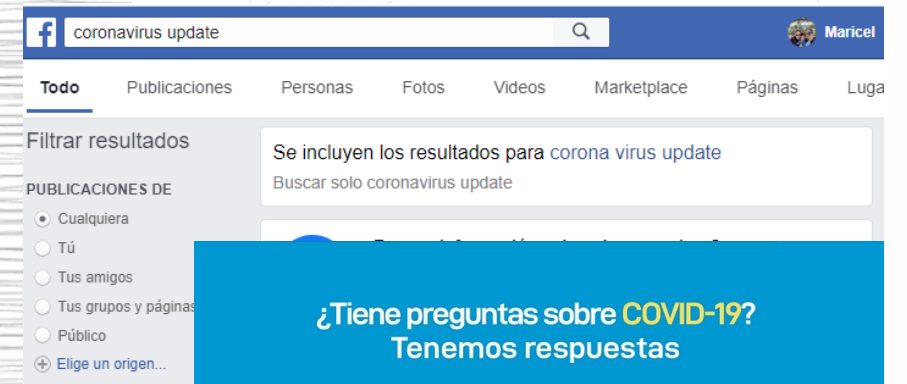 f
coronavirus update
Maricel
Todo Publicaciones Personas Fotos Videos Marketplace Páginas Luga
Filtrar resultados
Se incluyen los resultados para corona virus update
Buscar solo coronavirus update
PUBLICACIONES DE
Cualquiera
Tú
Tus amigos
Tus grupos y páginas
Público
Elige un origen...
¿Tiene preguntas sobre COVID-19?
Tenemos respuestas